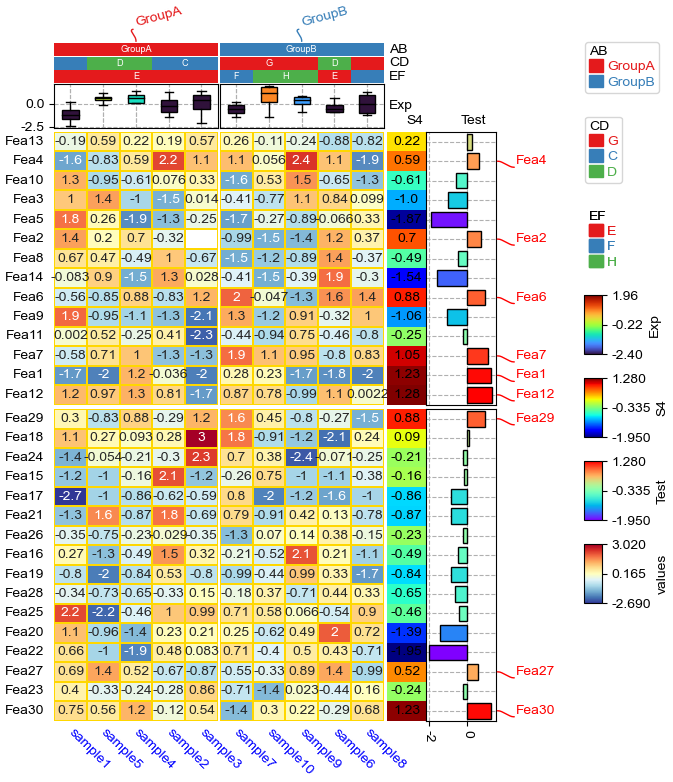 GroupA
GroupB
GroupA GroupB AB
D C G D CD
E F H E EF
0.0
-2.5
Exp
S4 Test
Fea13 -0.19 0.59 0.22 0.19 0.57 0.26 -0.11 -0.24 -0.88 -0.82 0.22
Fea4 -1.6 -0.83 0.59 2.2 1.1 1.1 0.056 2.4 1.1 -1.9 0.59 Fea4
Fea10 1.3 -0.95 -0.61 0.076 0.33 -1.6 0.53 1.5 -0.65 -1.3 -0.61
Fea3 1 1.4 -1 -1.5 0.014 -0.41 -0.77 1.1 0.84 0.099 -1.0
Fea5 1.8 0.26 -1.9 -1.3 -0.25 -1.7 -0.27 -0.89 -0.066 0.33
Fea2 1.4 0.2 0.7 -0.32 -0.99 -1.5 -1.4 1.2 0.37 0.7 Fea2
Fea8 0.67 0.47 -0.49 1 -0.67 -1.5 -1.2 -0.89 1.4 -0.37 -0.49
Fea14 -0.083 0.9 -1.5 1.3 0.028 -0.41 -1.5 -0.39 1.9 -0.3 -1.54
Fea6 -0.56 -0.85 0.88 -0.83 1.2 2 -0.047 -1.3 1.6 1.4 0.88 Fea6
Fea9 1.9 -0.95 -1.1 -1.3 -2.1 1.3 -1.2 0.91 -0.32 1 -1.06
Fea11 0.002 0.52 -0.25 0.41 -2.3 -0.44 0.94 0.75 -0.46 -0.8 -0.25
Fea7 -0.58 0.71 1 -1.3 -1.3 1.9 1.1 0.95 -0.8 0.83 1.05 Fea7
Fea1 -1.7 -2 1.2 -0.036 -2 0.28 0.23 -1.7 -1.8 -2 1.23 Fea1
Fea12 1.2 0.97 1.3 0.81 -1.7 0.87 0.78 -0.99 1.1 0.0022 1.28 Fea12
Fea29 0.3 -0.83 0.88 -0.29 1.2 1.6 0.45 -0.8 -0.27 -1.5 0.88 Fea29
Fea18 1.1 0.27 0.093 0.28 3 1.8 -0.91 -1.2 -2.1 0.24 0.09
Fea24 -1.4 -0.054 -0.21 -0.3 2.3 0.7 0.38 -2.4 0.071 -0.25 -0.21
Fea15 -1.2 -1 -0.16 2.1 -1.2 -0.26 0.75 -1 -1.1 -0.38 -0.16
Fea17 -2.7 -1 -0.86 -0.62 -0.59 0.8 -2 -1.2 -1.6 -1 -0.86
Fea21 -1.3 1.6 -0.87 1.8 -0.69 0.79 -0.91 0.42 0.13 -0.78 -0.87
Fea26 -0.35 -0.75 -0.23 0.029 -0.35 -1.3 0.07 0.14 0.38 -0.15 -0.23
Fea16 0.27 -1.3 -0.49 1.5 0.32 -0.21 -0.52 2.1 0.21 -1.1 -0.49
Fea19 -0.8 -2 -0.84 0.53 -0.8 -0.99 -0.44 0.99 0.33 -1.7 -0.84
Fea28 -0.34 -0.73 -0.65 -0.33 0.15 -0.18 0.37 -0.71 0.44 0.33 -0.65
Fea25 2.2 -2.2 -0.46 1 0.99 0.71 0.58 0.066 -0.54 0.9 -0.46
Fea20 1.1 -0.96 -1.4 0.23 0.21 0.25 -0.62 0.49 2 0.72 -1.39
Fea22 0.66 -1 -1.9 0.48 0.083 0.71 -0.4 0.5 0.43 -0.71 -1.95
Fea27 0.69 1.4 0.52 -0.67 -0.87 -0.55 -0.33 0.89 1.4 -0.99 0.52 Fea27
Fea23 0.4 -0.33 -0.24 -0.28 0.86 -0.71 -1.4 0.023 -0.44 0.16 -0.24
Fea30 0.75 0.56 1.2 -0.12 0.54 -1.4 0.3 0.22 -0.29 0.68 1.23 Fea30
sample1 sample5 sample4 sample2 sample3 sample7 sample10 sample9 sample6 sample8
-2 0
AB
GroupA
GroupB
CD
G
C
D
EF
E
F
H
1.96
-0.22
-2.40
Exp
1.280
-0.335
-1.950
S4
1.280
-0.335
-1.950
Test
3.020
0.165
-2.690
values